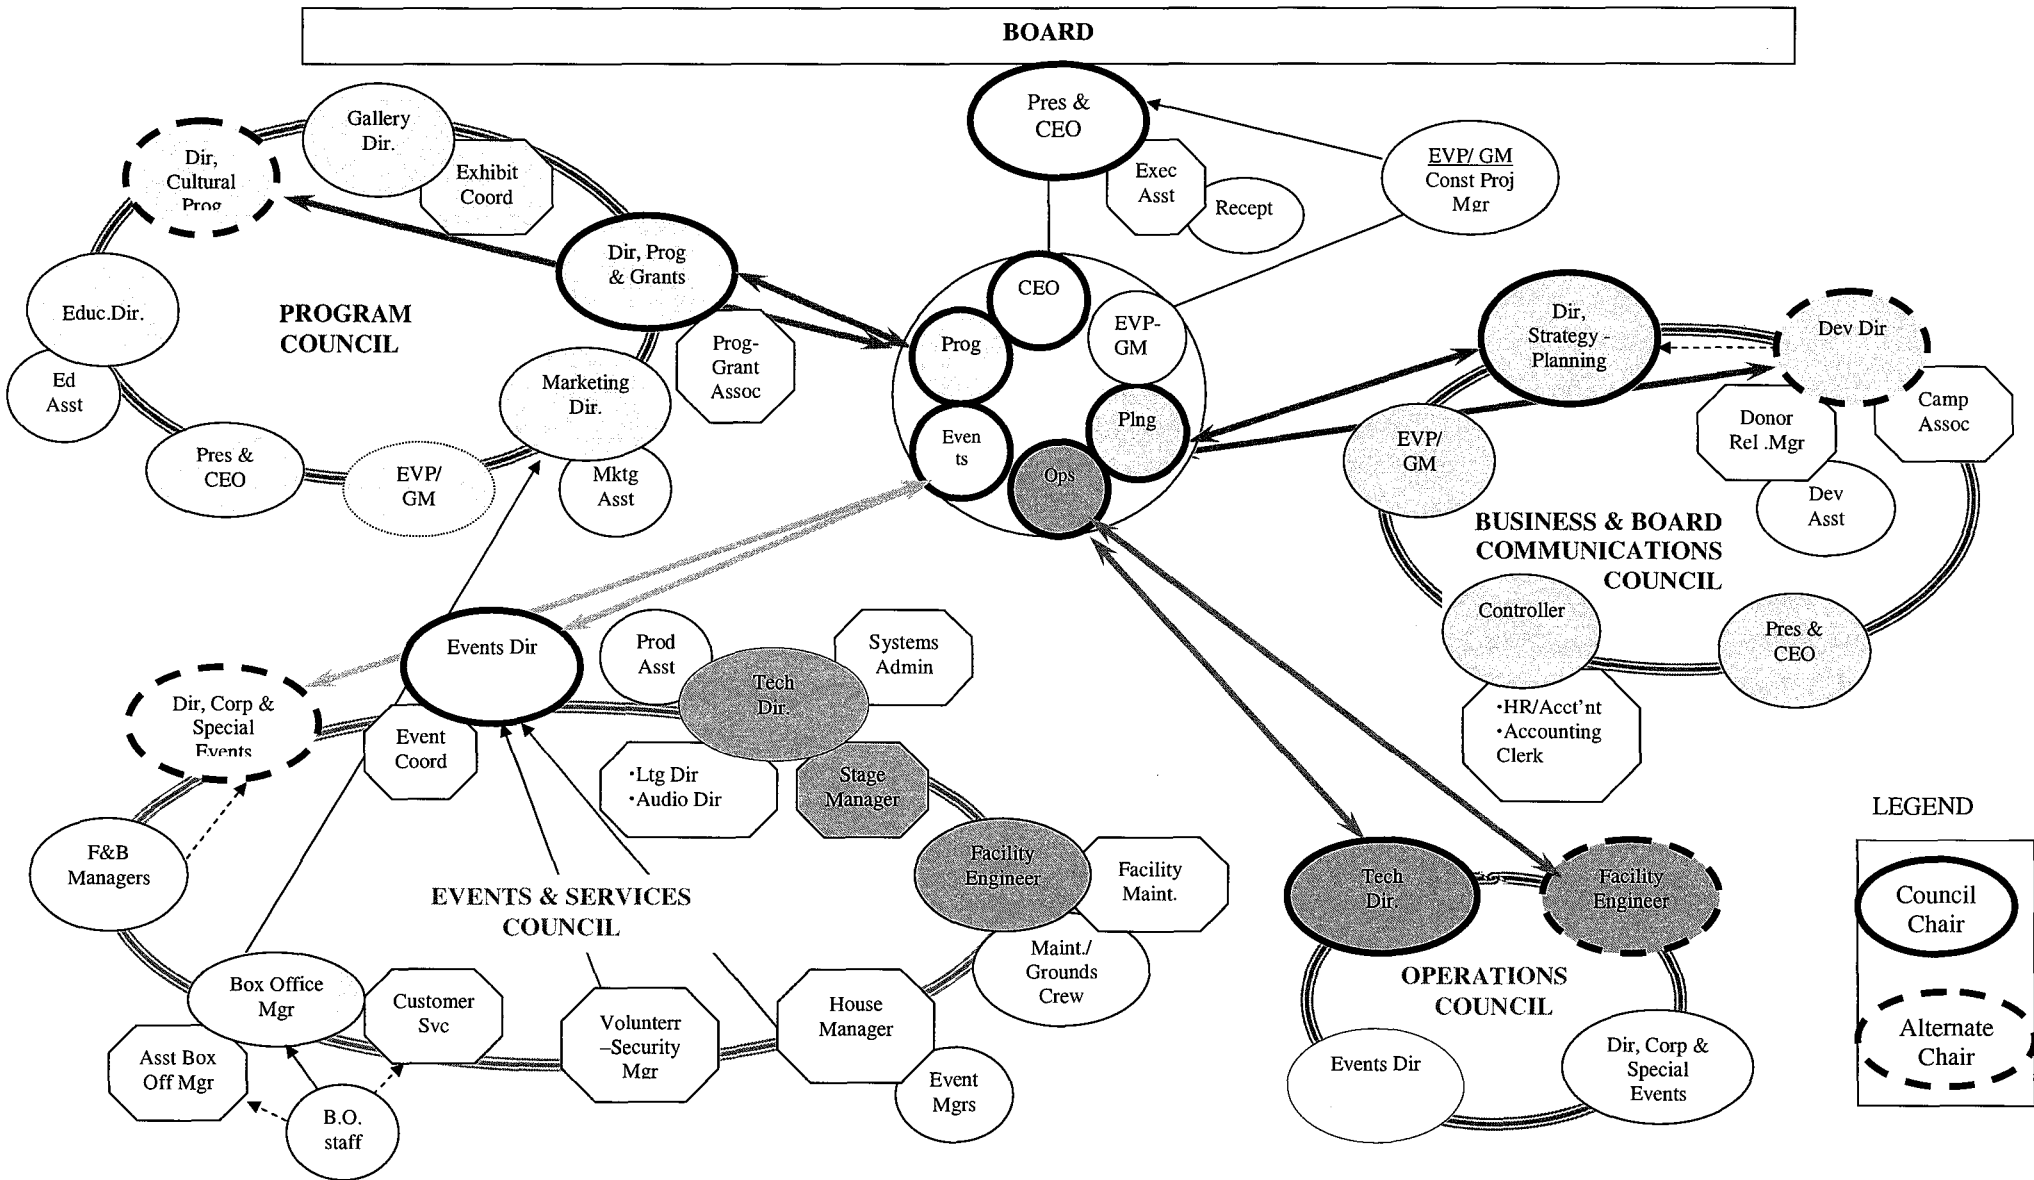 BOARD
Pres &
CEO
Exec
Asst
Recept
EVP/ GM
Const Proj
Mgr
Gallery
Dir.
Dir,
Cultural
Prog
Exhibit
Coord
Dir, Prog
& Grants
Educ.Dir.
PROGRAM
COUNCIL
Ed
Asst
Pres &
CEO
EVP/
GM
Marketing
Dir.
Mktg
Asst
Prog-
Grant
Assoc
CEO
EVP-
GM
Prog
Plng
Even
ts
Ops
Dir,
Strategy -
Planning
Dev Dir
EVP/
GM
Donor
Rel .Mgr
Camp
Assoc
Dev
Asst
BUSINESS & BOARD
COMMUNICATIONS
COUNCIL
Controller
Pres &
CEO
•HR/Acct'nt
•Accounting
Clerk
Events Dir
Prod
Asst
Systems
Admin
Tech
Dir.
Dir, Corp &
Special
Events
Event
Coord
•Ltg Dir
•Audio Dir
Stage
Manager
F&B
Managers
Facility
Engineer
Facility
Maint.
EVENTS & SERVICES
COUNCIL
Maint./
Grounds
Crew
Box Office
Mgr
Customer
Svc
Volunterr
–Security
Mgr
House
Manager
Asst Box
Off Mgr
B.O.
staff
Event
Mgrs
Tech
Dir.
Facility
Engineer
OPERATIONS
COUNCIL
Events Dir
Dir, Corp &
Special
Events
LEGEND
Council
Chair
Alternate
Chair